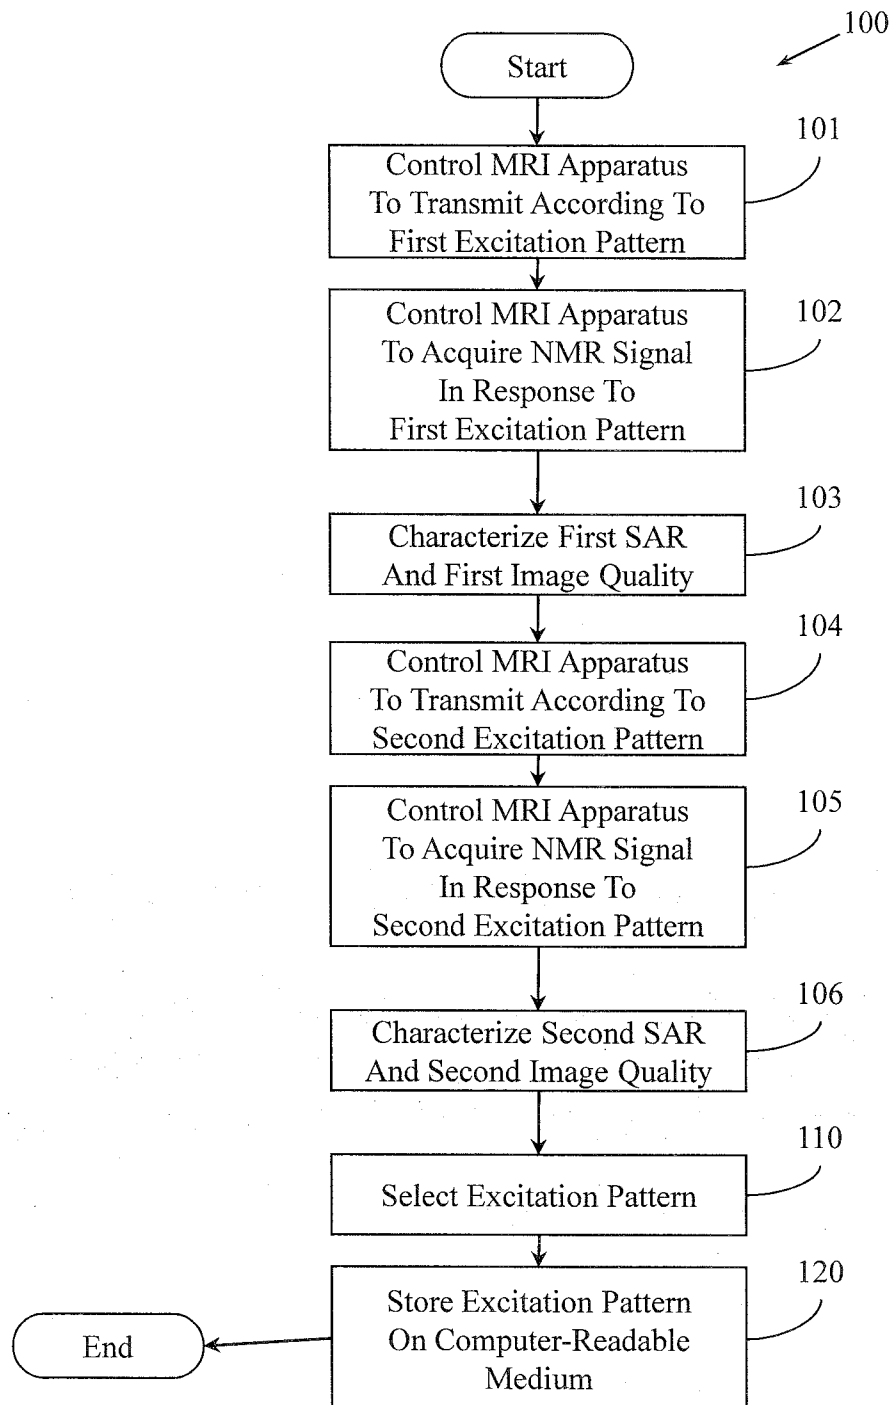 100
Start
101
Control MRI Apparatus
To Transmit According To
First Excitation Pattern
102
Control MRI Apparatus
To Acquire NMR Signal
In Response To
First Excitation Pattern
103
Characterize First SAR
And First Image Quality
104
Control MRI Apparatus
To Transmit According To
Second Excitation Pattern
105
Control MRI Apparatus
To Acquire NMR Signal
In Response To
Second Excitation Pattern
106
Characterize Second SAR
And Second Image Quality
110
Select Excitation Pattern
120
Store Excitation Pattern
On Computer-Readable
Medium
End